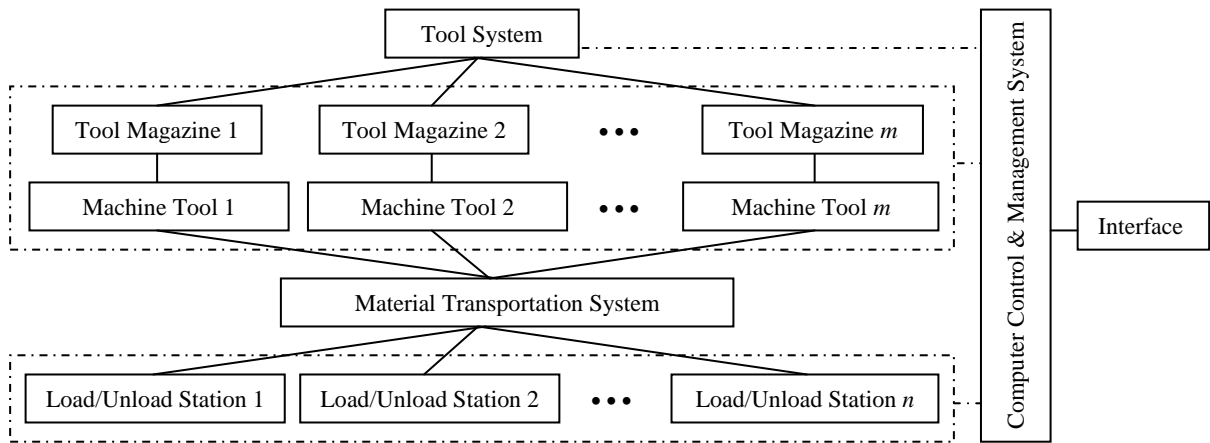 Tool System
Tool Magazine 1
Tool Magazine 2
•••
Tool Magazine m
Machine Tool 1
Machine Tool 2
•••
Machine Tool m
Material Transportation System
Load/Unload Station 1
Load/Unload Station 2
•••
Load/Unload Station n
Computer Control & Management System
Interface